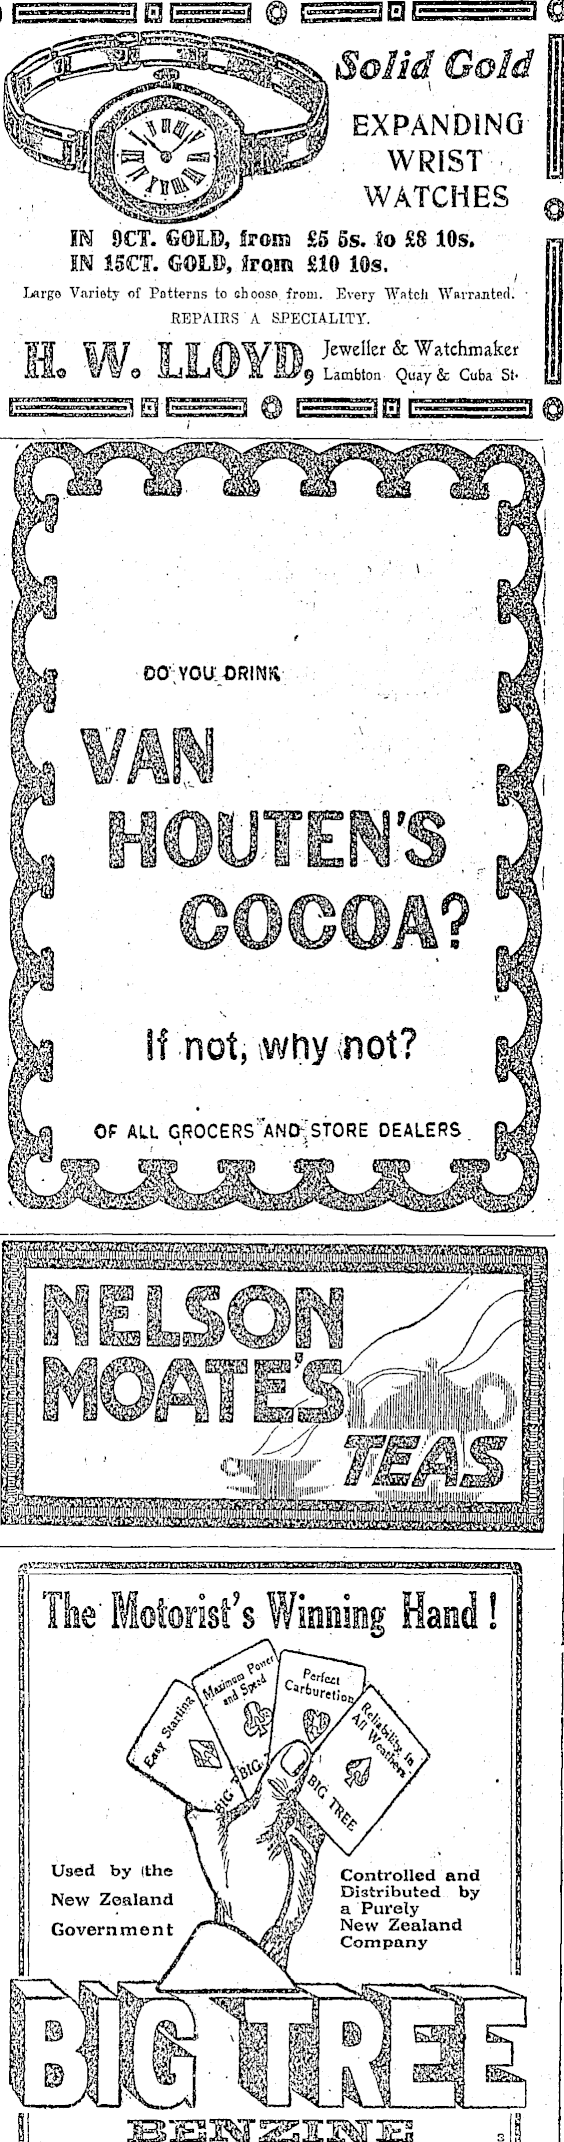 Solid Gold
EXPANDING
WRIST
WATCHES
IN 9CT. GOLD, from £5 5s. to £8 10s.
IN 15CT. GOLD, from £10 10s.
Large Variety of Patterns to choose from. Every Watch Warranted.
REPAIRS A SPECIALITY.
H. W. LLOYD, Jeweller & Watchmaker
Lambton Quay & Cuba St.
DO YOU DRINK
VAN
HOUTEN'S
COCOA?
If not, why not?
OF ALL GROCERS AND STORE DEALERS
NELSON
MOATE'S
TEAS
The Motorist's Winning Hand!
Easy Starting
BIG T
Maximum Power
and Speed
BIG T
Perfect
Carburetion
Reliability in
All Weathers
BIG TREE
Used by the
New Zealand
Government
Controlled and
Distributed by
a Purely
New Zealand
Company
BIG TREE
BENZINE
3